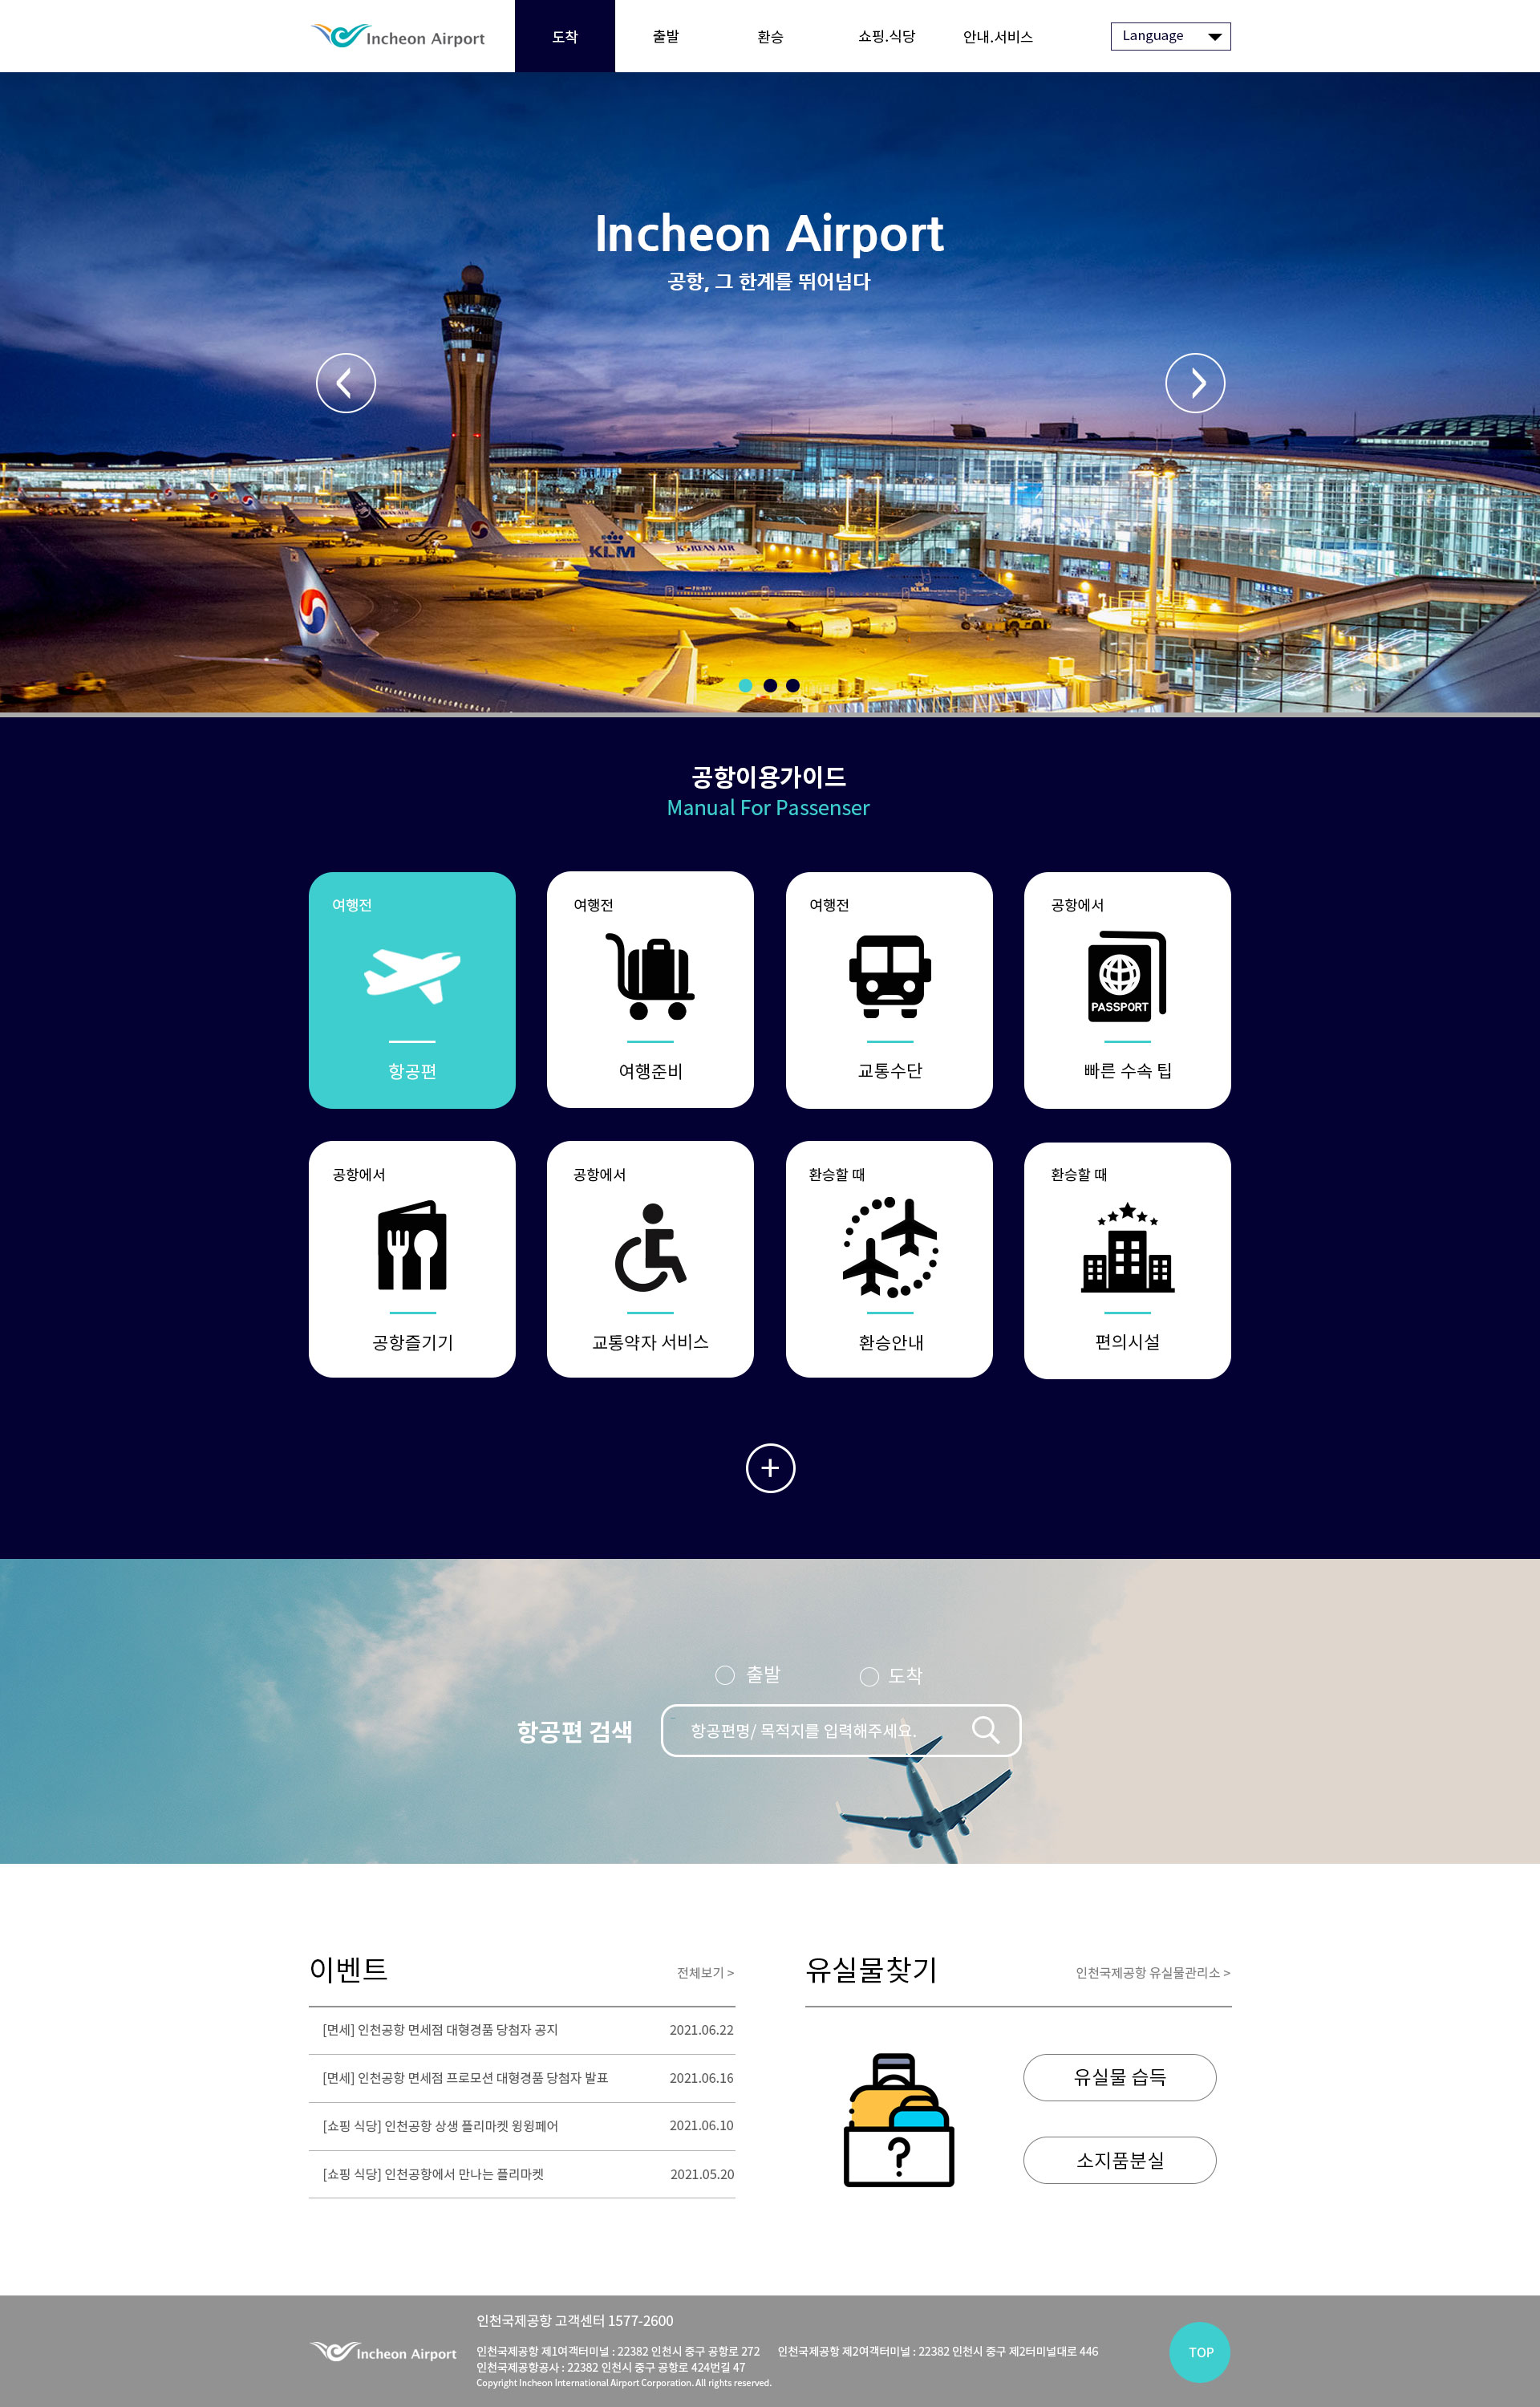 Incheon Airport
도착
출발
환승
쇼핑.식당
안내.서비스
Language
Incheon Airport
공항, 그 한계를 뛰어넘다
KLM
KOREAN AIR
KLM
공항이용가이드
Manual For Passenser
여행전
항공편
여행전
여행준비
여행전
교통수단
공항에서
PASSPORT
빠른 수속 팁
공항에서
공항즐기기
공항에서
교통약자 서비스
환승할 때
환승안내
환승할 때
편의시설
출발
도착
항공편 검색
항공편명/ 목적지를 입력해주세요.
이벤트
전체보기 >
[면세] 인천공항 면세점 대형경품 당첨자 공지 2021.06.22
[면세] 인천공항 면세점 프로모션 대형경품 당첨자 발표 2021.06.16
[쇼핑 식당] 인천공항 상생 플리마켓 윙윙페어 2021.06.10
[쇼핑 식당] 인천공항에서 만나는 플리마켓 2021.05.20
유실물찾기
인천국제공항 유실물관리소 >
?
유실물 습득
소지품분실
Incheon Airport
인천국제공항 고객센터 1577-2600
인천국제공항 제1여객터미널 : 22382 인천시 중구 공항로 272 인천국제공항 제2여객터미널 : 22382 인천시 중구 제2터미널대로 446
인천국제공항공사 : 22382 인천시 중구 공항로 424번길 47
Copyright Incheon International Airport Corporation. All rights reserved.
TOP